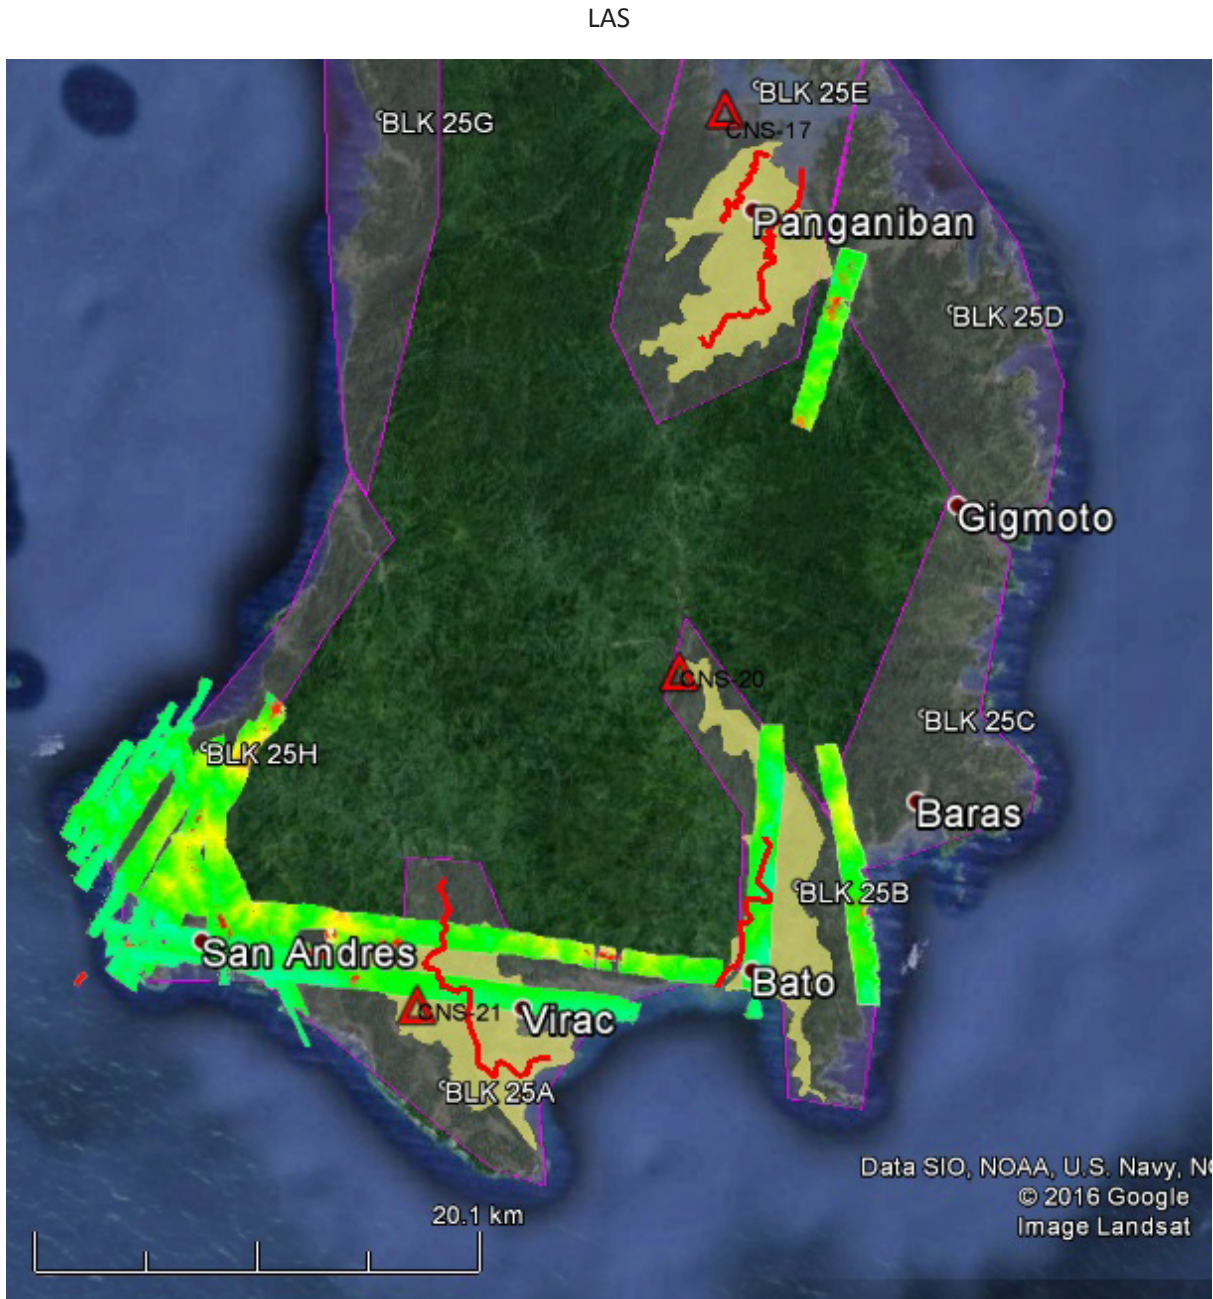 LAS
BLK 25E
BLK 25G
CNS-17
Panganiban
BLK 25D
Gigmoto
CNS-20
BLK 25C
BLK 25H
Baras
BLK 25B
San Andres
Bato
CNS-21
Virac
BLK 25A
Data SIO, NOAA, U.S. Navy, N
20.1 km
© 2016 Google
Image Landsat